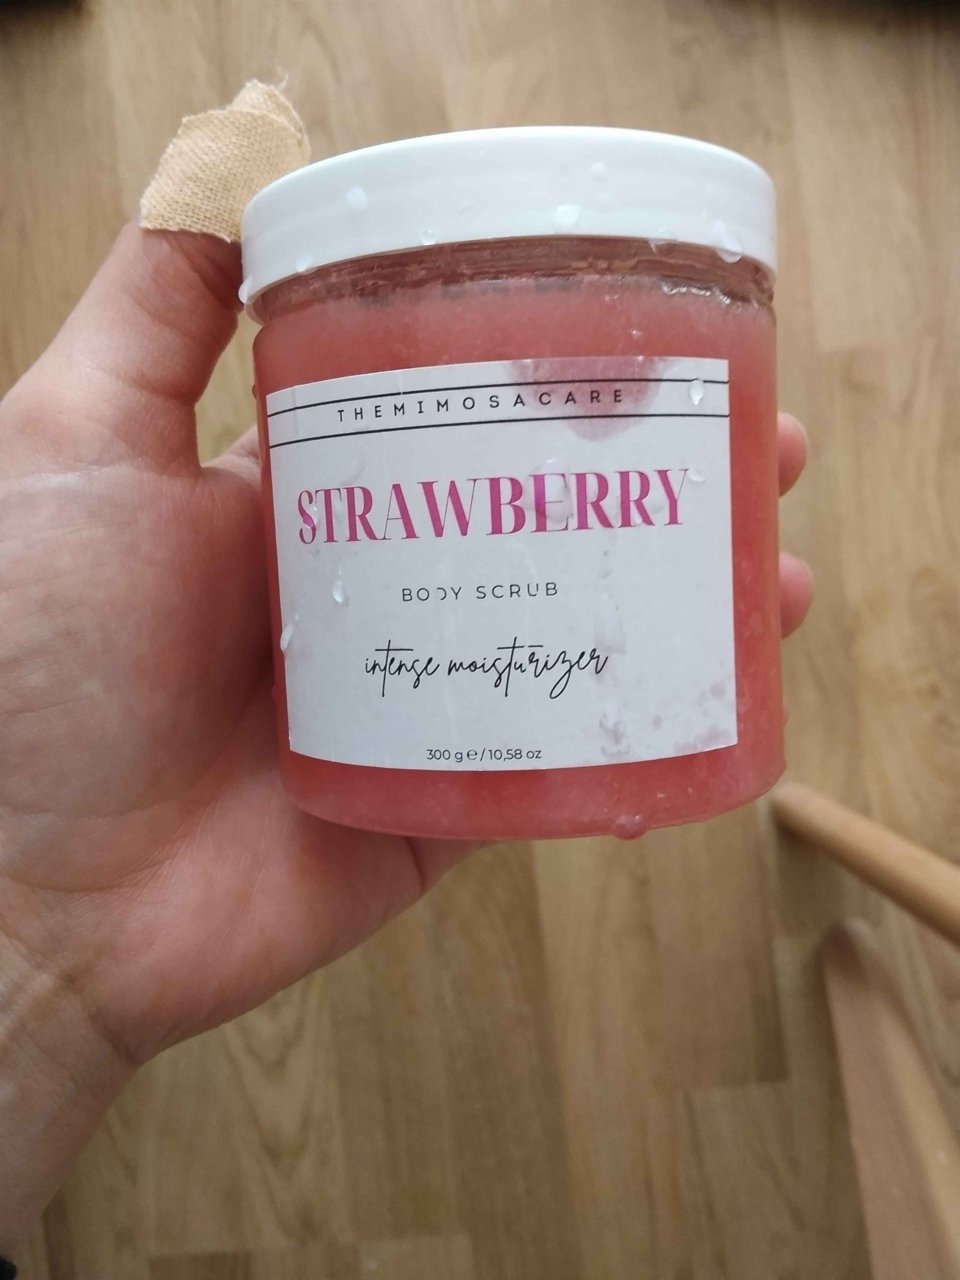 THEMIMOSACARE
STRAWBERRY
BODY SCRUB
intense moisturizer
300 g ℮ / 10,58 oz